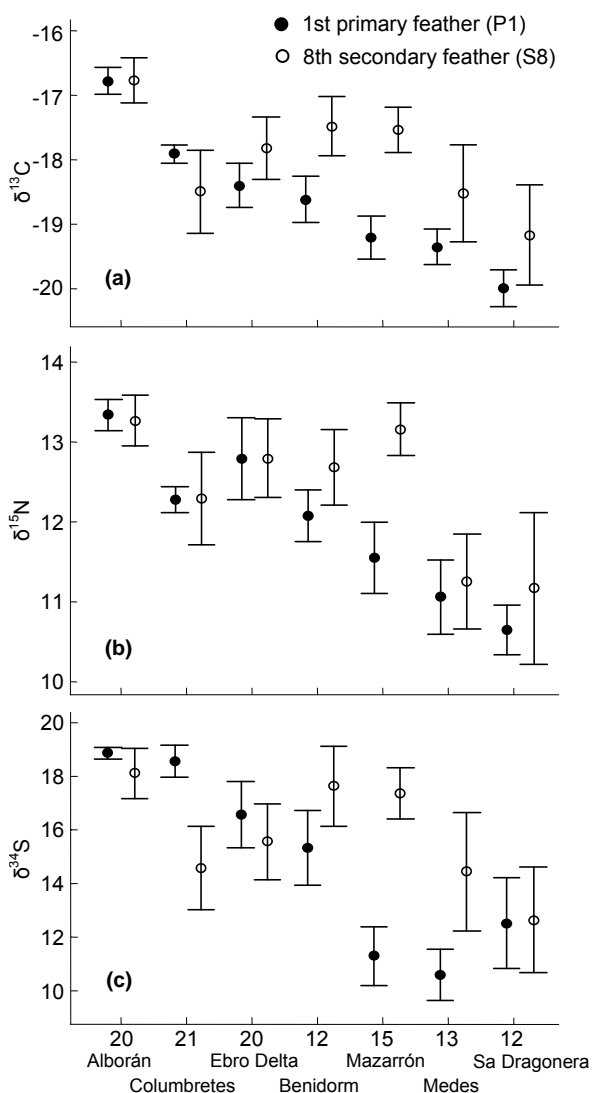 1st primary feather (P1)
8th secondary feather (S8)
-16
-17
-18
-19
-20
δ13C
(a)
14
13
12
11
10
δ15N
(b)
20
18
16
14
12
10
δ34S
(c)
20 21 20 12 15 13 12
Alborán Ebro Delta Mazarrón Sa Dragonera
Columbretes Benidorm Medes